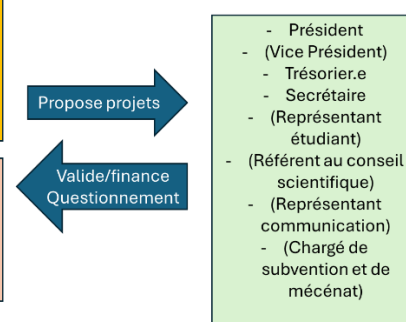 Propose projets
Valide/finance
Questionnement
- Président
- (Vice Président)
- Trésorier.e
- Secrétaire
- (Représentant
étudiant)
- (Référent au conseil
scientifique)
- (Représentant
communication)
- (Chargé de
subvention et de
mécénat)